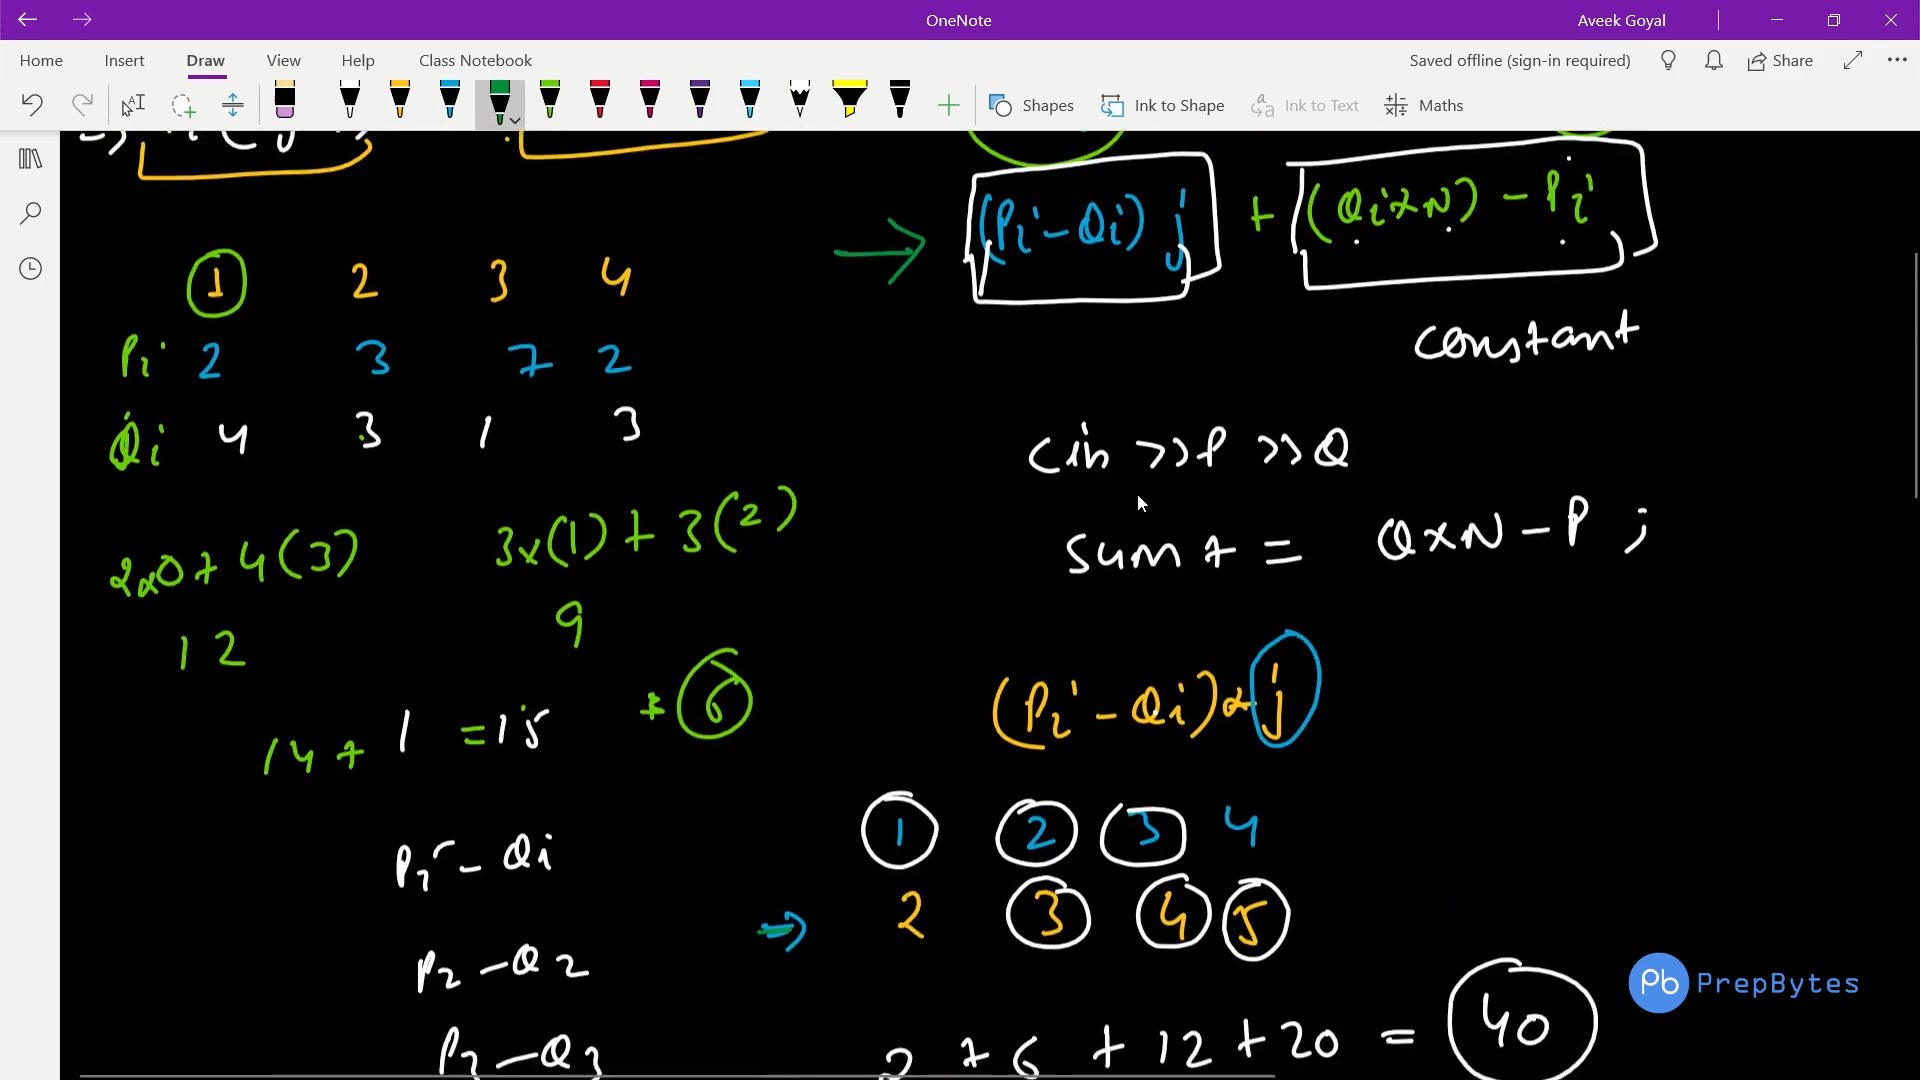 OneNote
Aveek Goyal
Home Insert Draw View Help Class Notebook
Saved offline (sign-in required) Share
Shapes Ink to Shape Ink to Text Maths
(Pi - Qi) j + (Qi x N) - Pi
constant
1 2 3 4
Pi 2 3 7 2
Qi 4 3 1 3
cin >> P >> Q
sum + = Q x N - P ;
2x0 + 4(3) 3x(1) + 3(2)
12 9
14 + 1 = 15 + 6
(Pi - Qi) x j
1 2 3 4
2 3 4 5
Pi - Qi
P2 - Q2
P3 - Q3
2 + 6 + 12 + 20 = 40
Pb PrepBytes